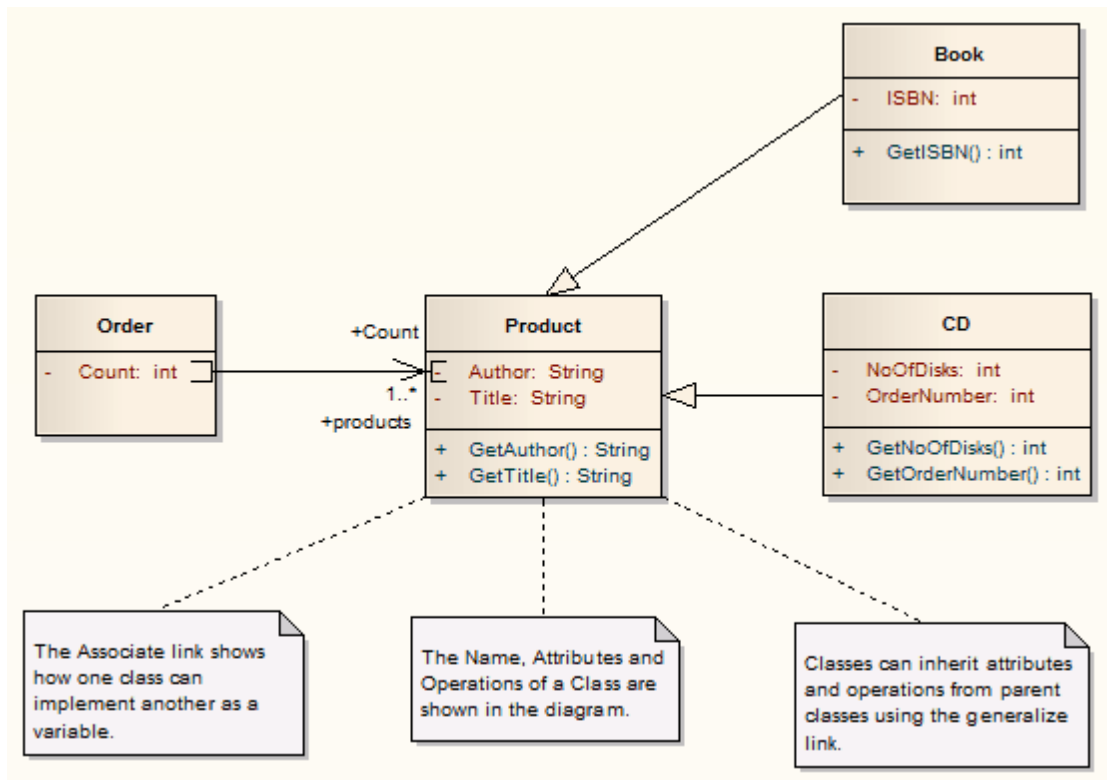 Book
- ISBN: int
+ GetISBN() : int
Order
- Count: int
+Count
1..*
+products
Product
- Author: String
- Title: String
+ GetAuthor() : String
+ GetTitle() : String
CD
- NoOfDisks: int
- OrderNumber: int
+ GetNoOfDisks() : int
+ GetOrderNumber() : int
The Associate link shows
how one class can
implement another as a
variable.
The Name, Attributes and
Operations of a Class are
shown in the diagram.
Classes can inherit attributes
and operations from parent
classes using the generalize
link.